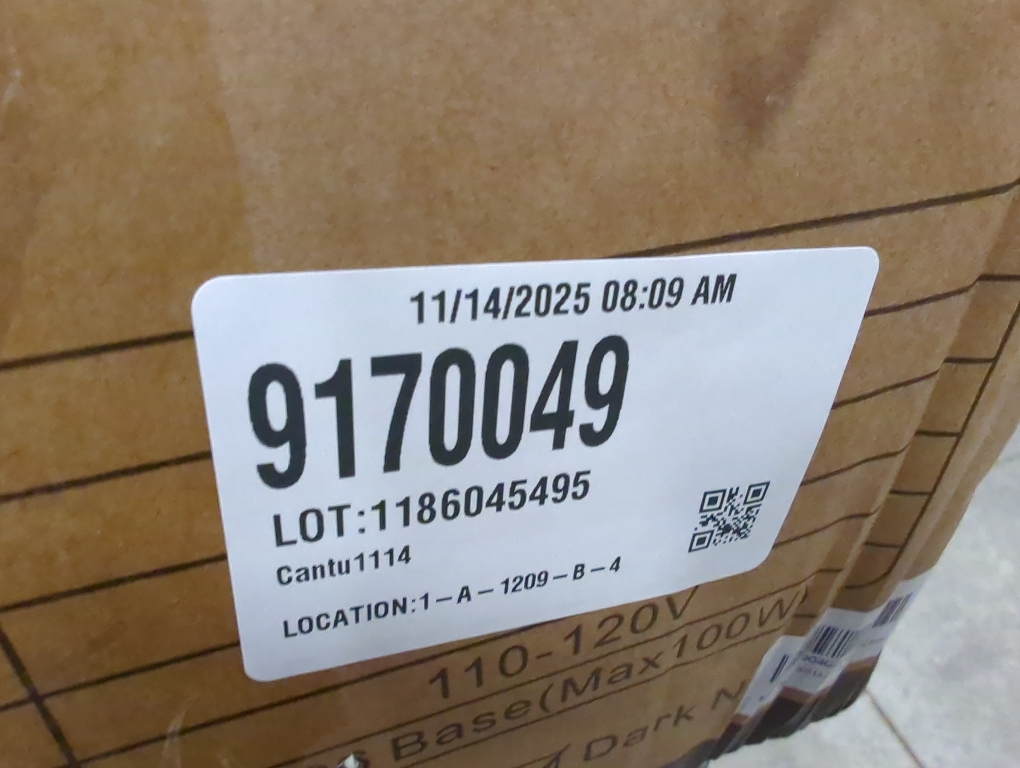 11/14/2025 08:09 AM
9170049
LOT:1186045495
Cantu1114
LOCATION:1-A-1209-B-4
110-120V
Base(Max100W
Dark